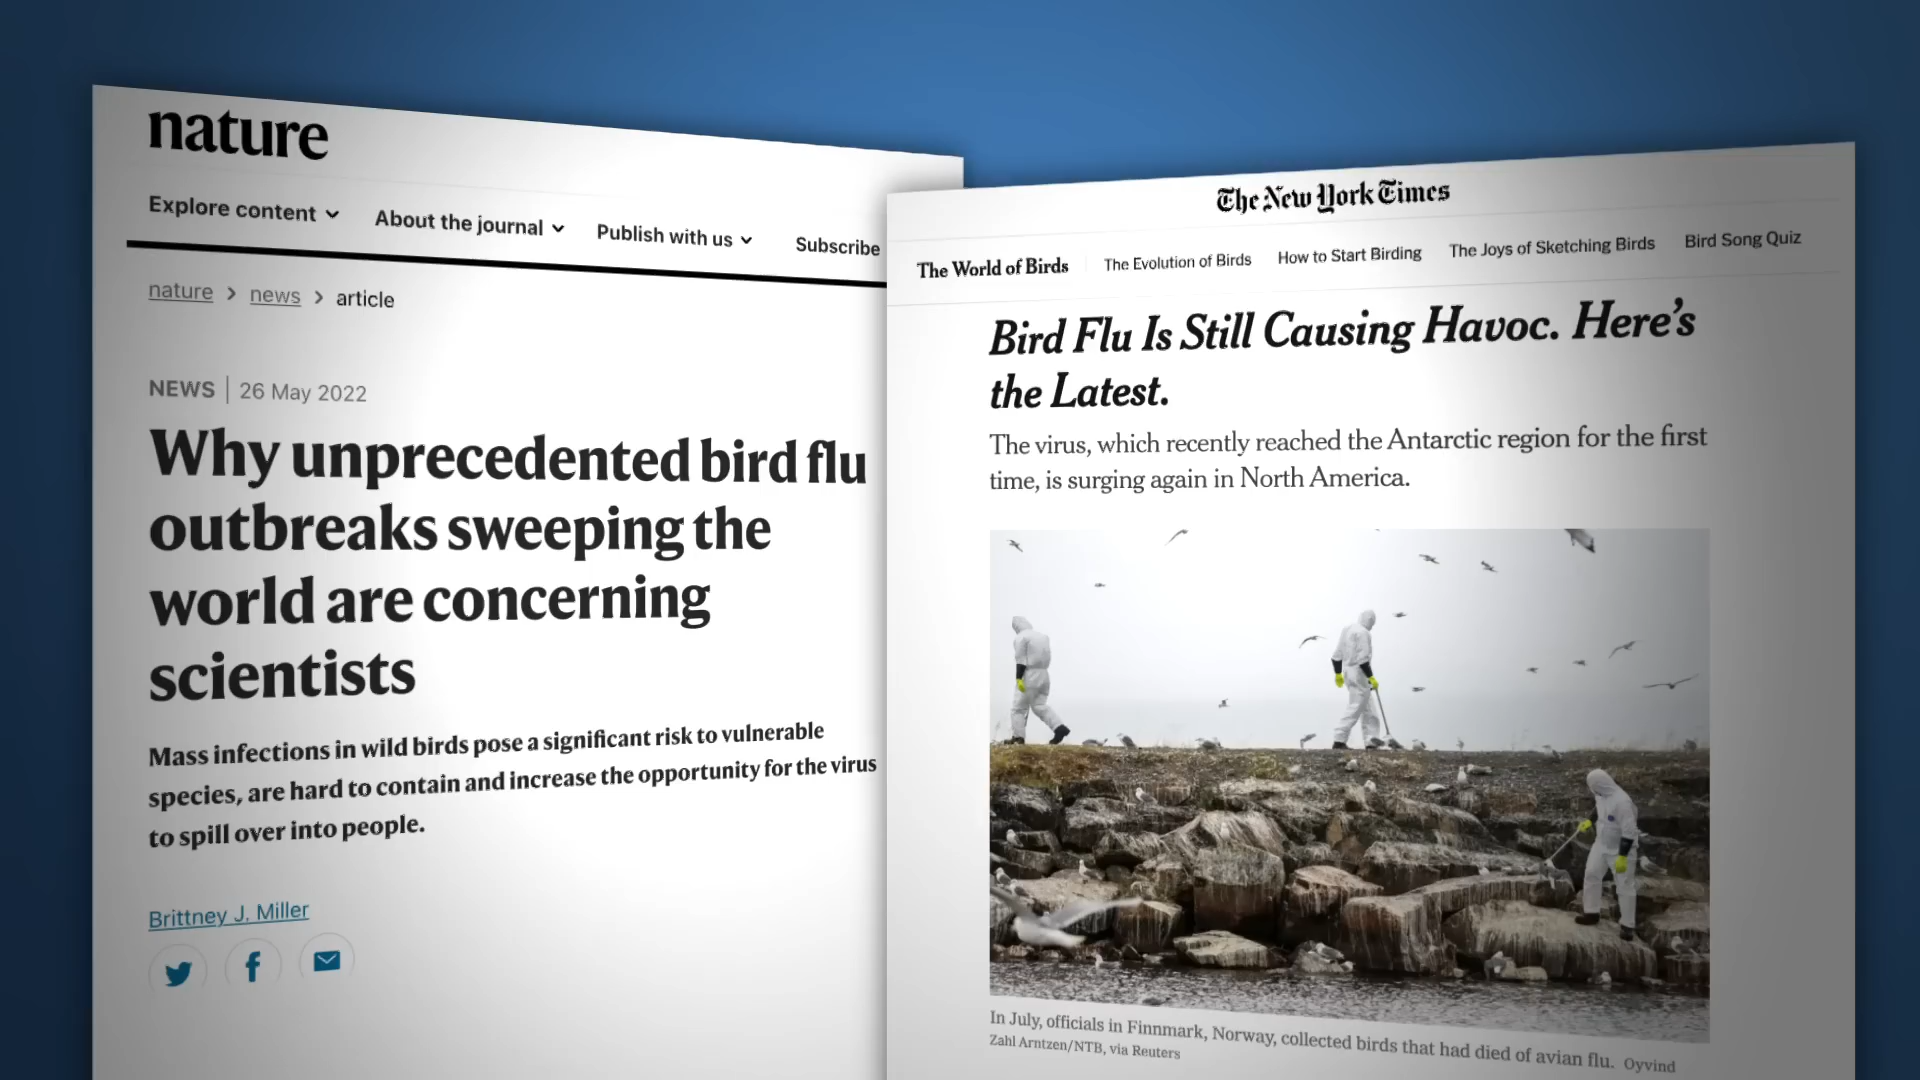 nature
Explore content
About the journal
Publish with us
Subscribe
nature > news > article
NEWS | 26 May 2022
Why unprecedented bird flu
outbreaks sweeping the
world are concerning
scientists
Mass infections in wild birds pose a significant risk to vulnerable
species, are hard to contain and increase the opportunity for the virus
to spill over into people.
Brittney J. Miller
The New York Times
The World of Birds
The Evolution of Birds
How to Start Birding
The Joys of Sketching Birds
Bird Song Quiz
Bird Flu Is Still Causing Havoc. Here's
the Latest.
The virus, which recently reached the Antarctic region for the first
time, is surging again in North America.
In July, officials in Finnmark, Norway, collected birds that had died of avian flu. Oyvind
Zahl Arntzen/NTB, via Reuters